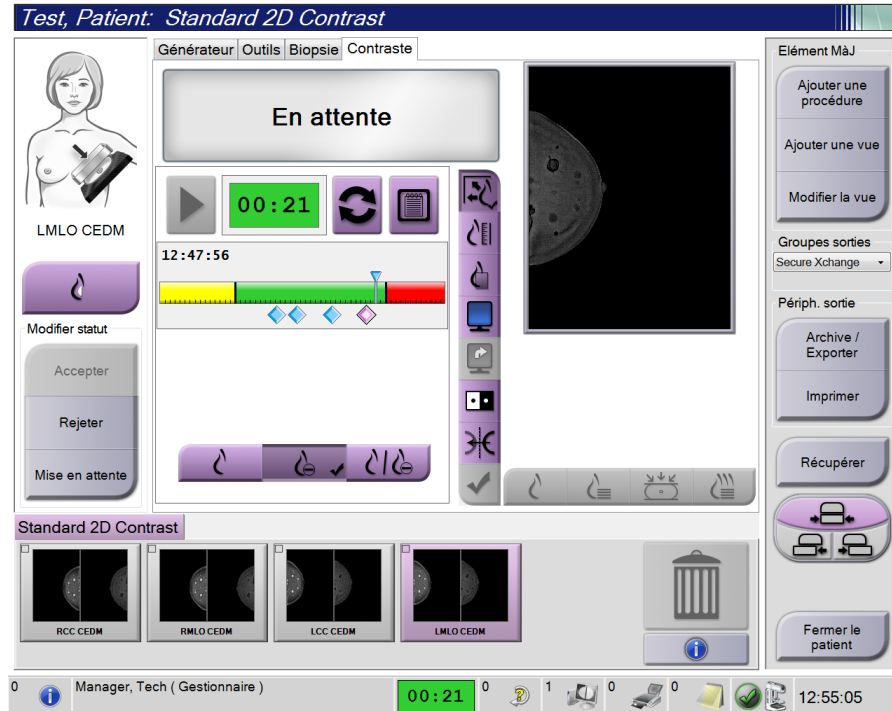 Test, Patient: Standard 2D Contrast
LMLO CEDM
Modifier statut
Accepter
Rejeter
Mise en attente
Générateur
Outils
Biopsie
Contraste
En attente
00:21
12:47:56
Elément MàJ
Ajouter une
procédure
Ajouter une vue
Modifier la vue
Groupes sorties
Secure Xchange
Périph. sortie
Archive /
Exporter
Imprimer
Récupérer
Fermer le
patient
Standard 2D Contrast
RCC CEDM
RMLO CEDM
LCC CEDM
LMLO CEDM
0
Manager, Tech ( Gestionnaire )
00:21
0
1
0
0
12:55:05